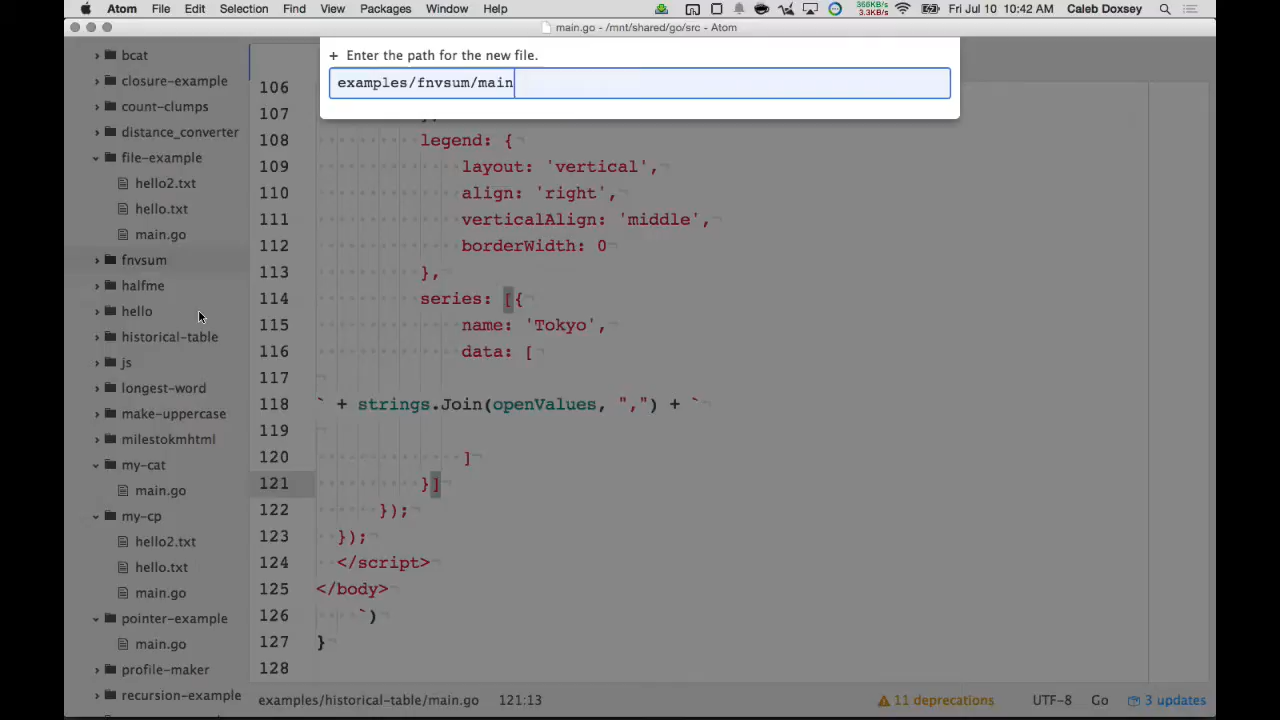 Atom File Edit Selection Find View Packages Window Help 366KB/s 3.3KB/s Fri Jul 10 10:42 AM Caleb Doxsey
main.go - /mnt/shared/go/src - Atom
+ Enter the path for the new file.
examples/fnvsum/main
bcat
closure-example
count-clumps
distance_converter
file-example
hello2.txt
hello.txt
main.go
fnvsum
halfme
hello
historical-table
js
longest-word
make-uppercase
milestokmhtml
my-cat
main.go
my-cp
hello2.txt
hello.txt
main.go
pointer-example
main.go
profile-maker
recursion-example
106
107
108 legend: {
109 layout: 'vertical',
110 align: 'right',
111 verticalAlign: 'middle',
112 borderWidth: 0
113 },
114 series: [{
115 name: 'Tokyo',
116 data: [
117
118 ` + strings.Join(openValues, ",") + `
119
120 ]
121 }]
122 });
123 });
124 </script>
125 </body>
126 `)
127 }
128
examples/historical-table/main.go 121:13 11 deprecations UTF-8 Go 3 updates